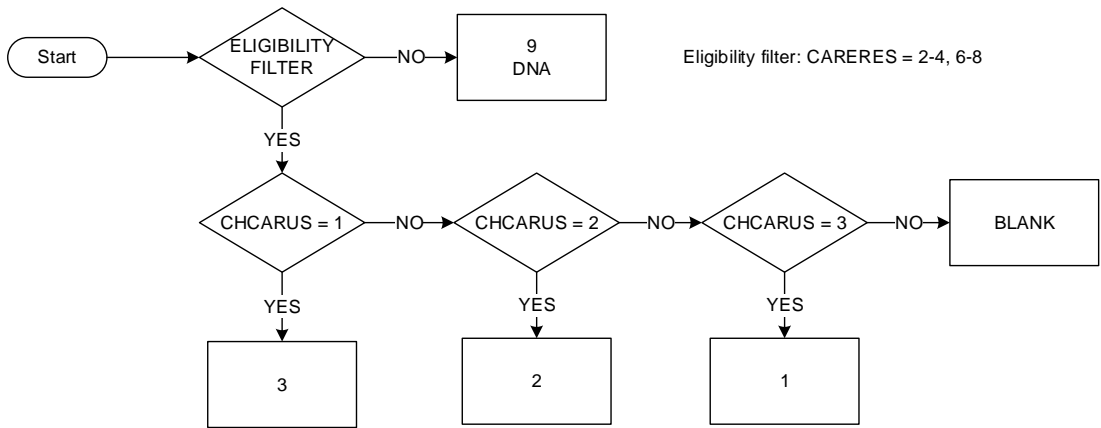 Start
ELIGIBILITY
FILTER
NO
9
DNA
Eligibility filter: CARERES = 2-4, 6-8
YES
CHCARUS = 1
NO
CHCARUS = 2
NO
CHCARUS = 3
NO
BLANK
YES
YES
YES
3
2
1